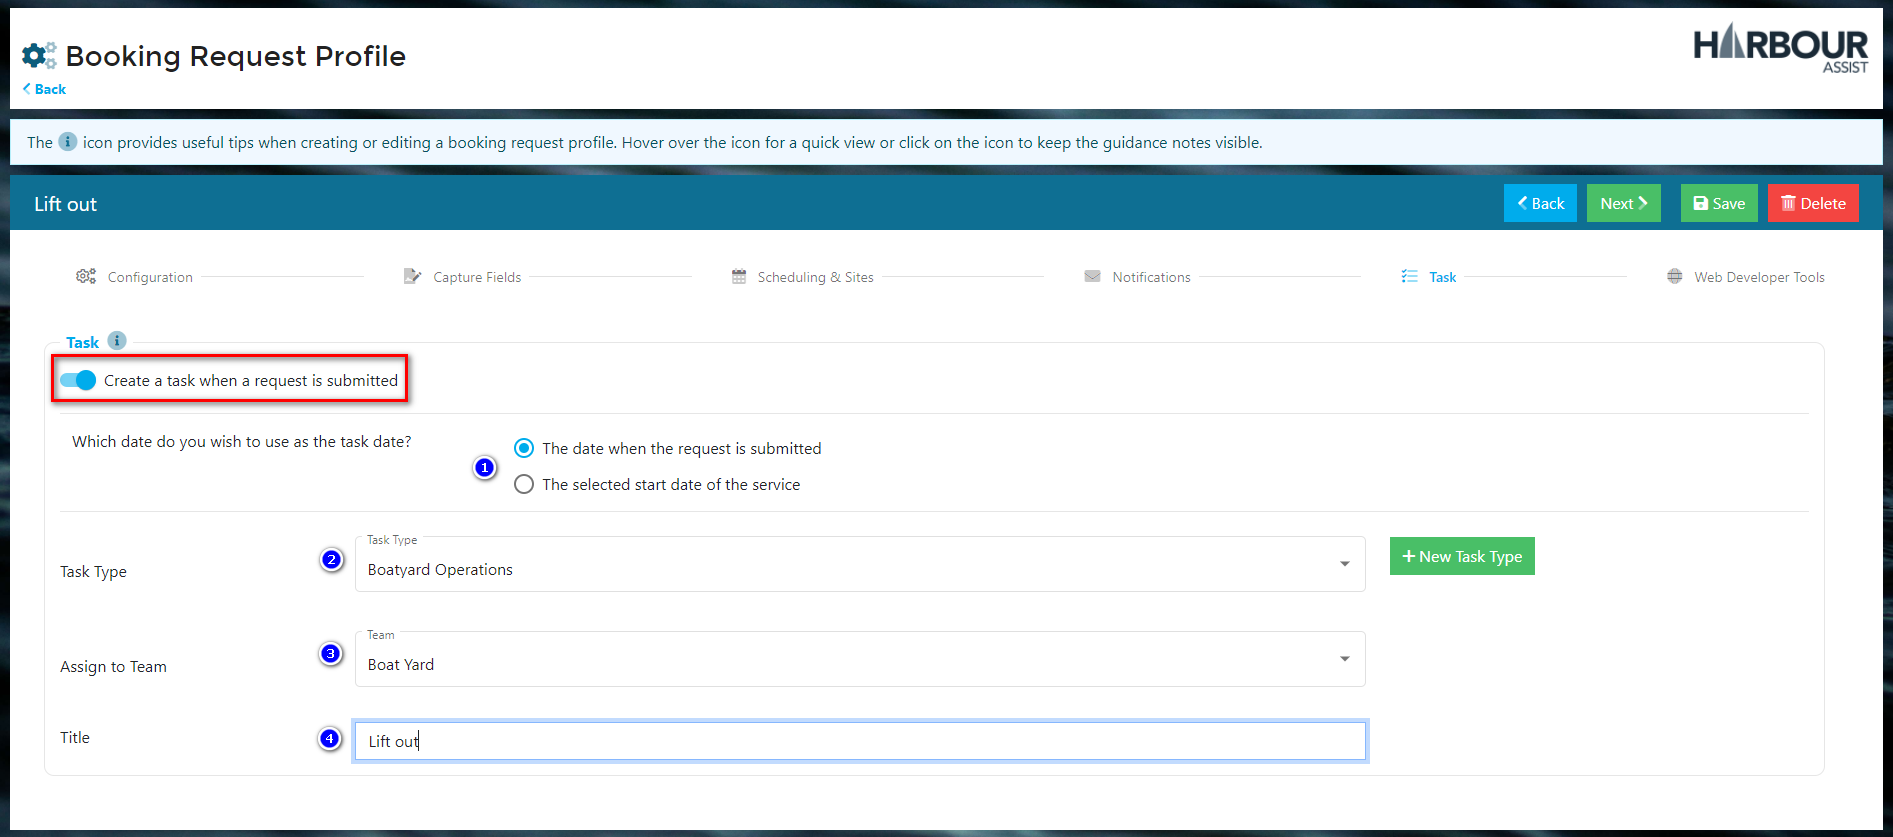 Booking Request Profile
HARBOUR
ASSIST
Back
The i icon provides useful tips when creating or editing a booking request profile. Hover over the icon for a quick view or click on the icon to keep the guidance notes visible.
Lift out
Back Next Save Delete
Configuration Capture Fields Scheduling & Sites Notifications Task Web Developer Tools
Task i
Create a task when a request is submitted
Which date do you wish to use as the task date?
The date when the request is submitted
1
The selected start date of the service
Task Type
2 Boatyard Operations
Task Type
+ New Task Type
Team
3 Boat Yard
Assign to Team
Title 4 Lift out